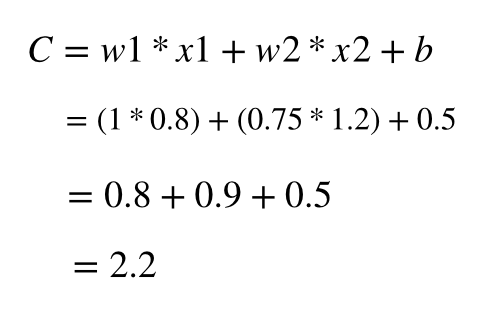 C = w1 * x1 + w2 * x2 + b
= (1 * 0.8) + (0.75 * 1.2) + 0.5
= 0.8 + 0.9 + 0.5
= 2.2